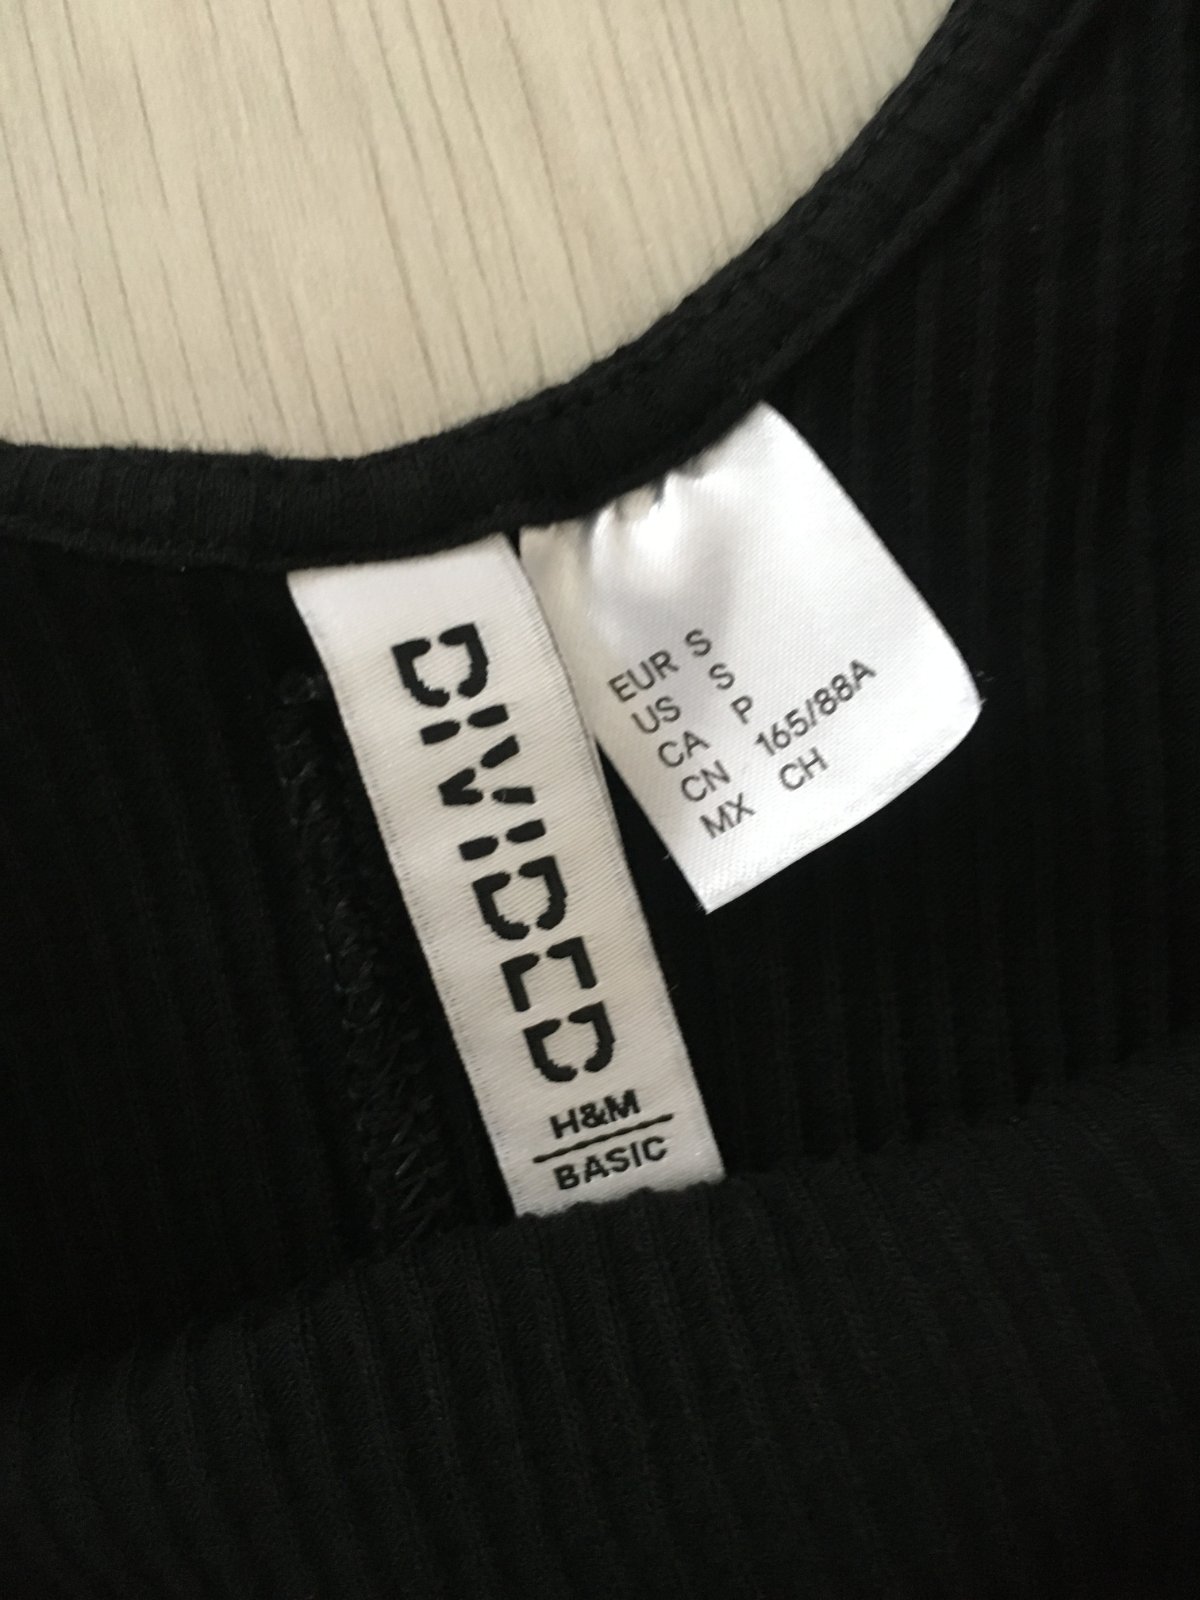 DIVIDED
H&M
BASIC
EUR S
US S
CA P
CN 165/88A
MX CH